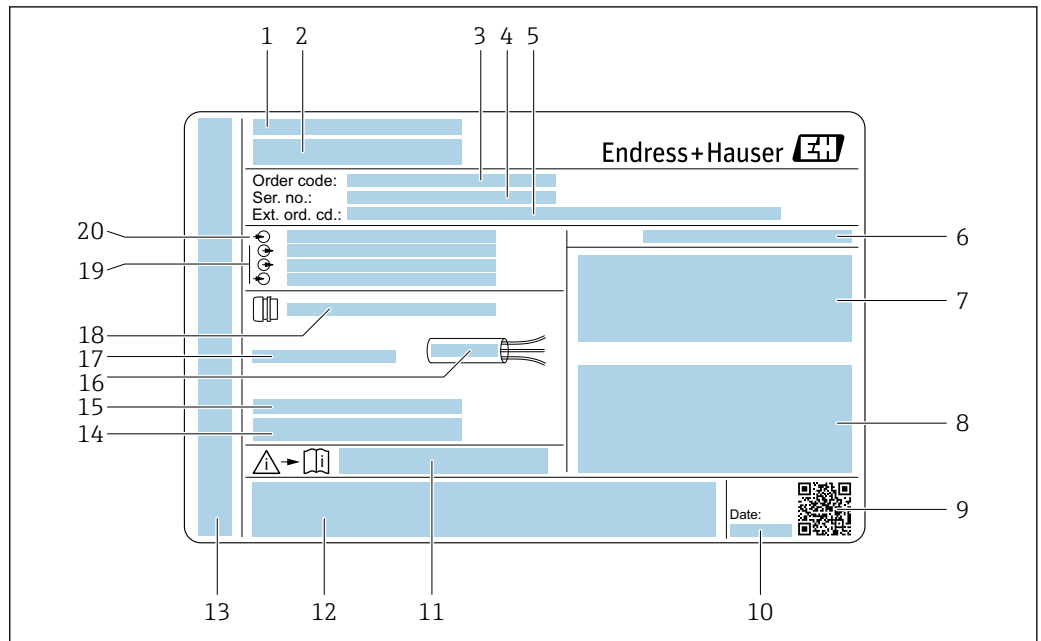 1 2 3 4 5
Endress+Hauser EH
Order code:
Ser. no.:
Ext. ord. cd.:
20
6
19
7
18
17
16
15
14
8
i i
Date:
9
13 12 11 10